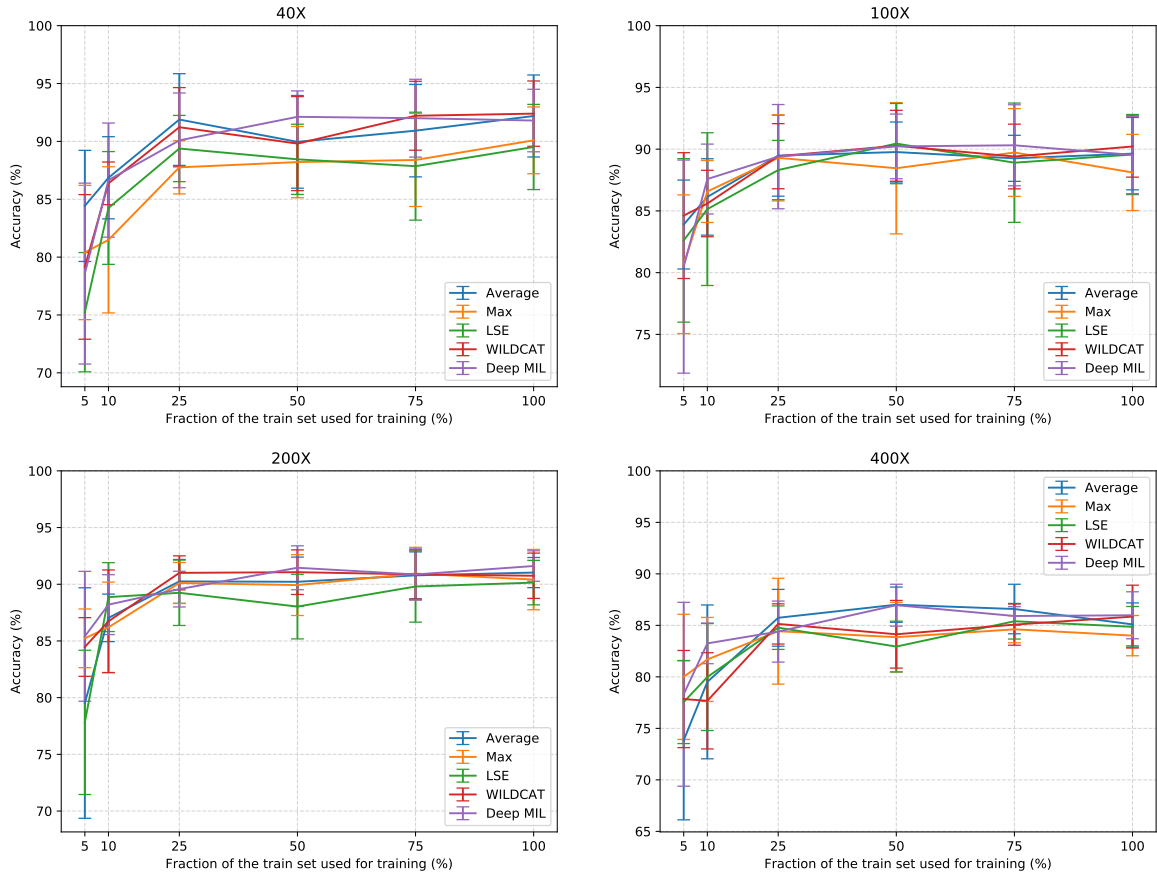 40X
100
95
90
85
80
75
70
Accuracy (%)
5 10 25 50 75 100
Fraction of the train set used for training (%)
Average
Max
LSE
WILDCAT
Deep MIL
100X
100
95
90
85
80
75
Accuracy (%)
5 10 25 50 75 100
Fraction of the train set used for training (%)
Average
Max
LSE
WILDCAT
Deep MIL
200X
100
95
90
85
80
75
70
Accuracy (%)
5 10 25 50 75 100
Fraction of the train set used for training (%)
Average
Max
LSE
WILDCAT
Deep MIL
400X
100
95
90
85
80
75
70
65
Accuracy (%)
5 10 25 50 75 100
Fraction of the train set used for training (%)
Average
Max
LSE
WILDCAT
Deep MIL